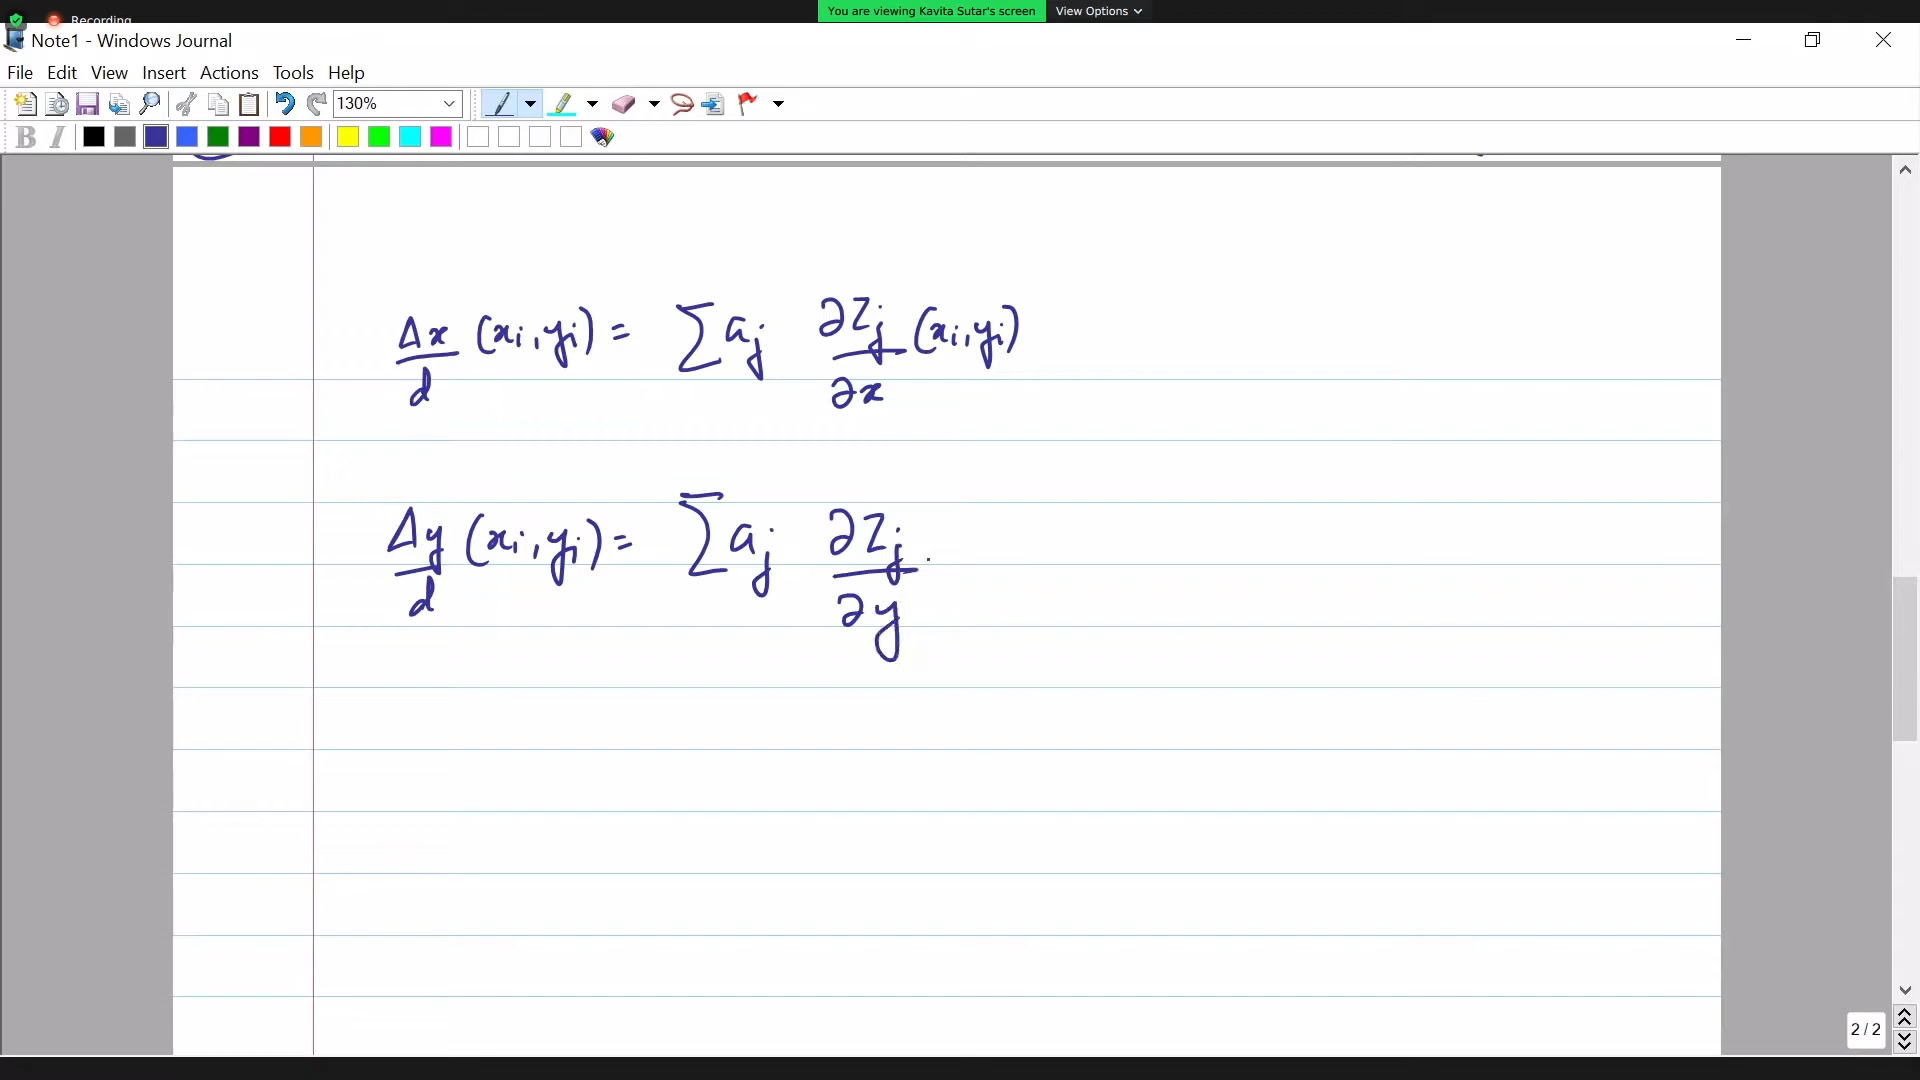 Recording
You are viewing Kavita Sutar's screen View Options
Note1 - Windows Journal
File Edit View Insert Actions Tools Help
130%
B I
Δx/d (xi, yi) = Σ aj ∂Zj/∂x (xi, yi)
Δy/d (xi, yi) = Σ aj ∂Zj/∂y
2 / 2